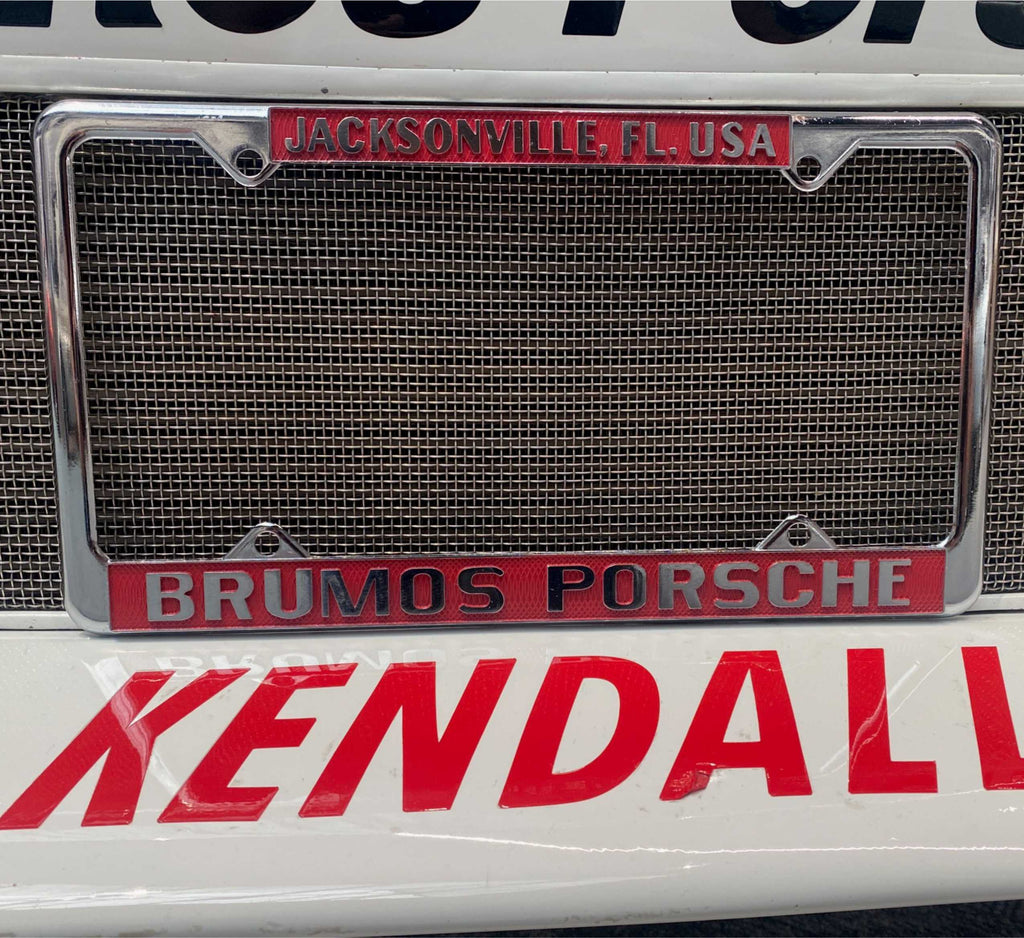 JACKSONVILLE, FL. USA
BRUMOS PORSCHE
KENDALL